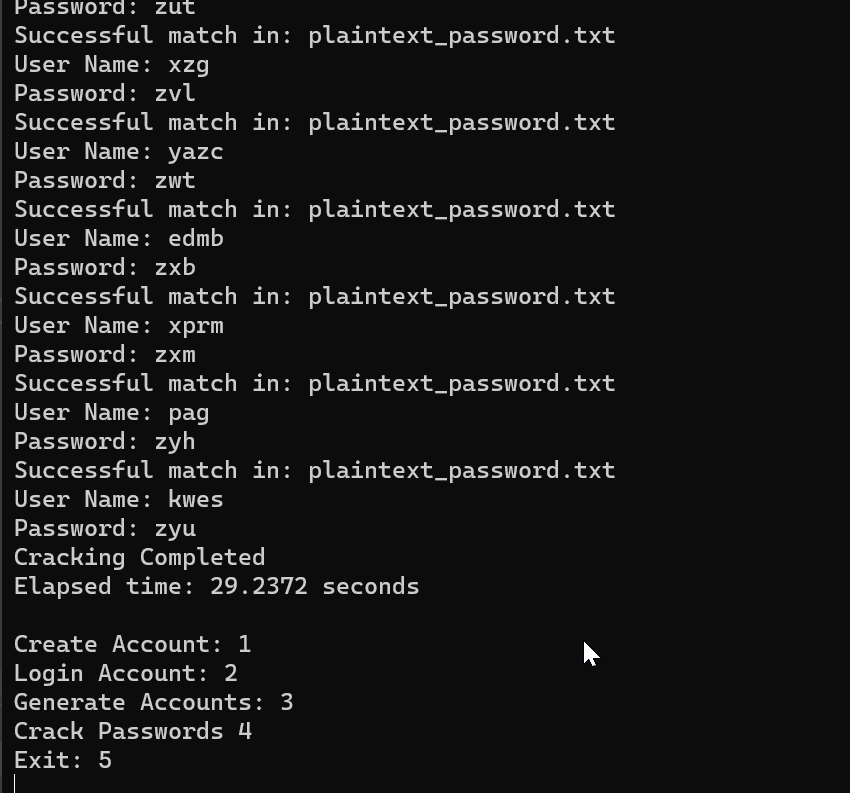 Password: zut
Successful match in: plaintext_password.txt
User Name: xzg
Password: zvl
Successful match in: plaintext_password.txt
User Name: yazc
Password: zwt
Successful match in: plaintext_password.txt
User Name: edmb
Password: zxb
Successful match in: plaintext_password.txt
User Name: xprm
Password: zxm
Successful match in: plaintext_password.txt
User Name: pag
Password: zyh
Successful match in: plaintext_password.txt
User Name: kwes
Password: zyu
Cracking Completed
Elapsed time: 29.2372 seconds
Create Account: 1
Login Account: 2
Generate Accounts: 3
Crack Passwords 4
Exit: 5